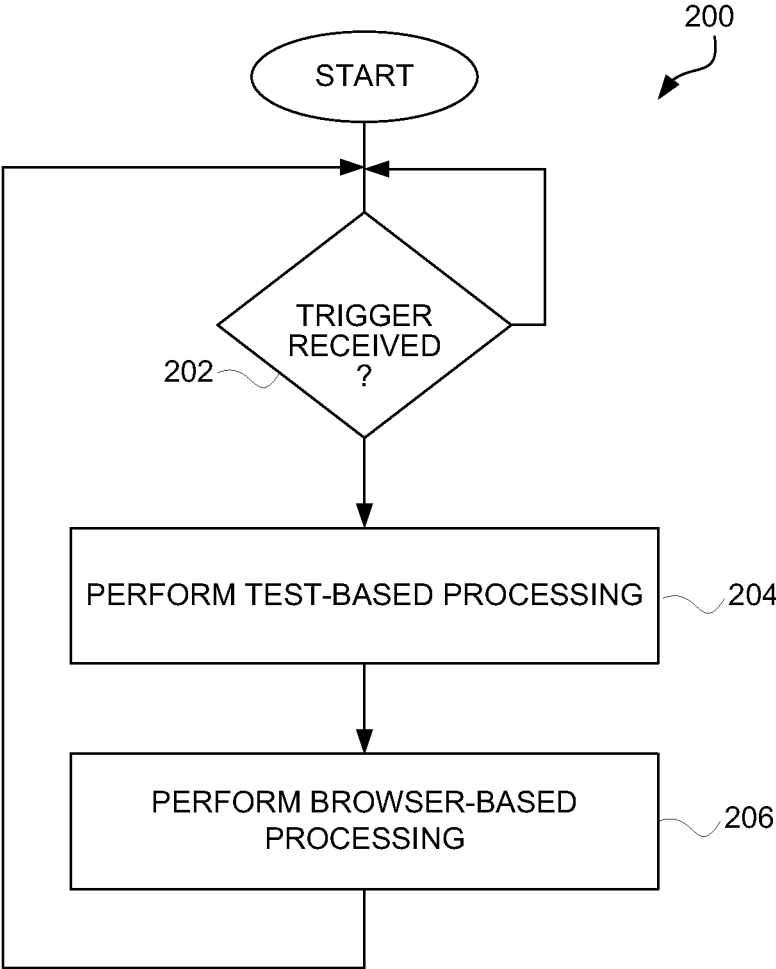 200
START
TRIGGER
RECEIVED
?
202
PERFORM TEST-BASED PROCESSING
204
PERFORM BROWSER-BASED
PROCESSING
206